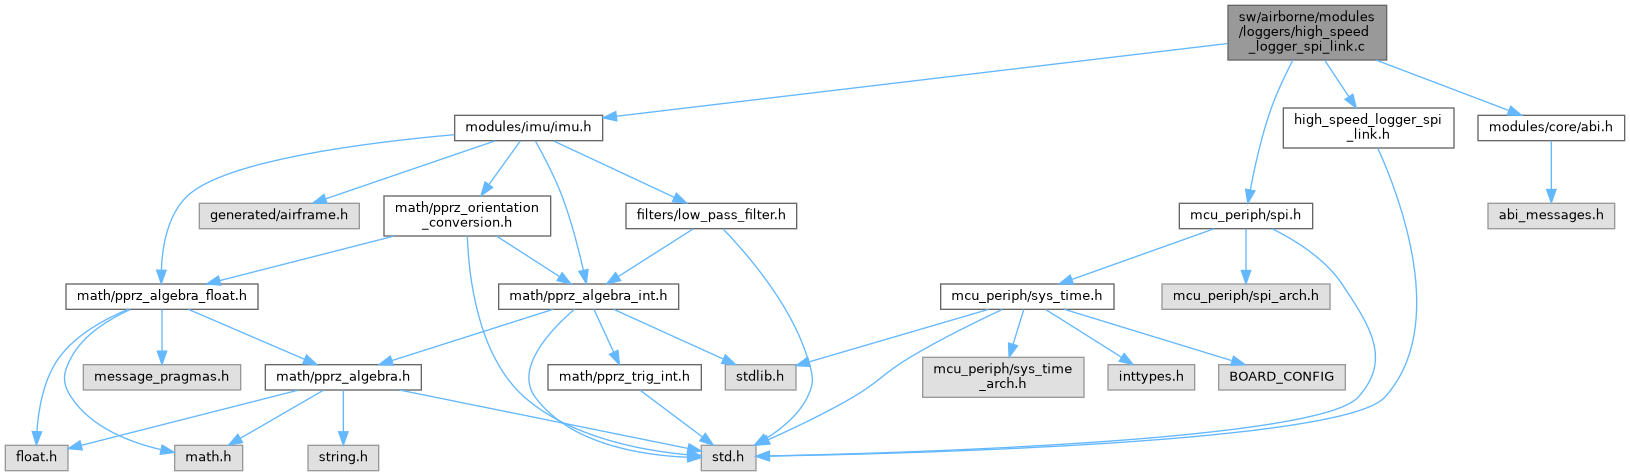 sw/airborne/modules
/loggers/high_speed
_logger_spi_link.c
modules/imu/imu.h
high_speed_logger_spi
_link.h
modules/core/abi.h
generated/airframe.h
math/pprz_orientation
_conversion.h
filters/low_pass_filter.h
mcu_periph/spi.h
abi_messages.h
math/pprz_algebra_float.h
math/pprz_algebra_int.h
mcu_periph/sys_time.h
mcu_periph/spi_arch.h
message_pragmas.h
math/pprz_algebra.h
math/pprz_trig_int.h
stdlib.h
mcu_periph/sys_time
_arch.h
inttypes.h
BOARD_CONFIG
float.h
math.h
string.h
std.h